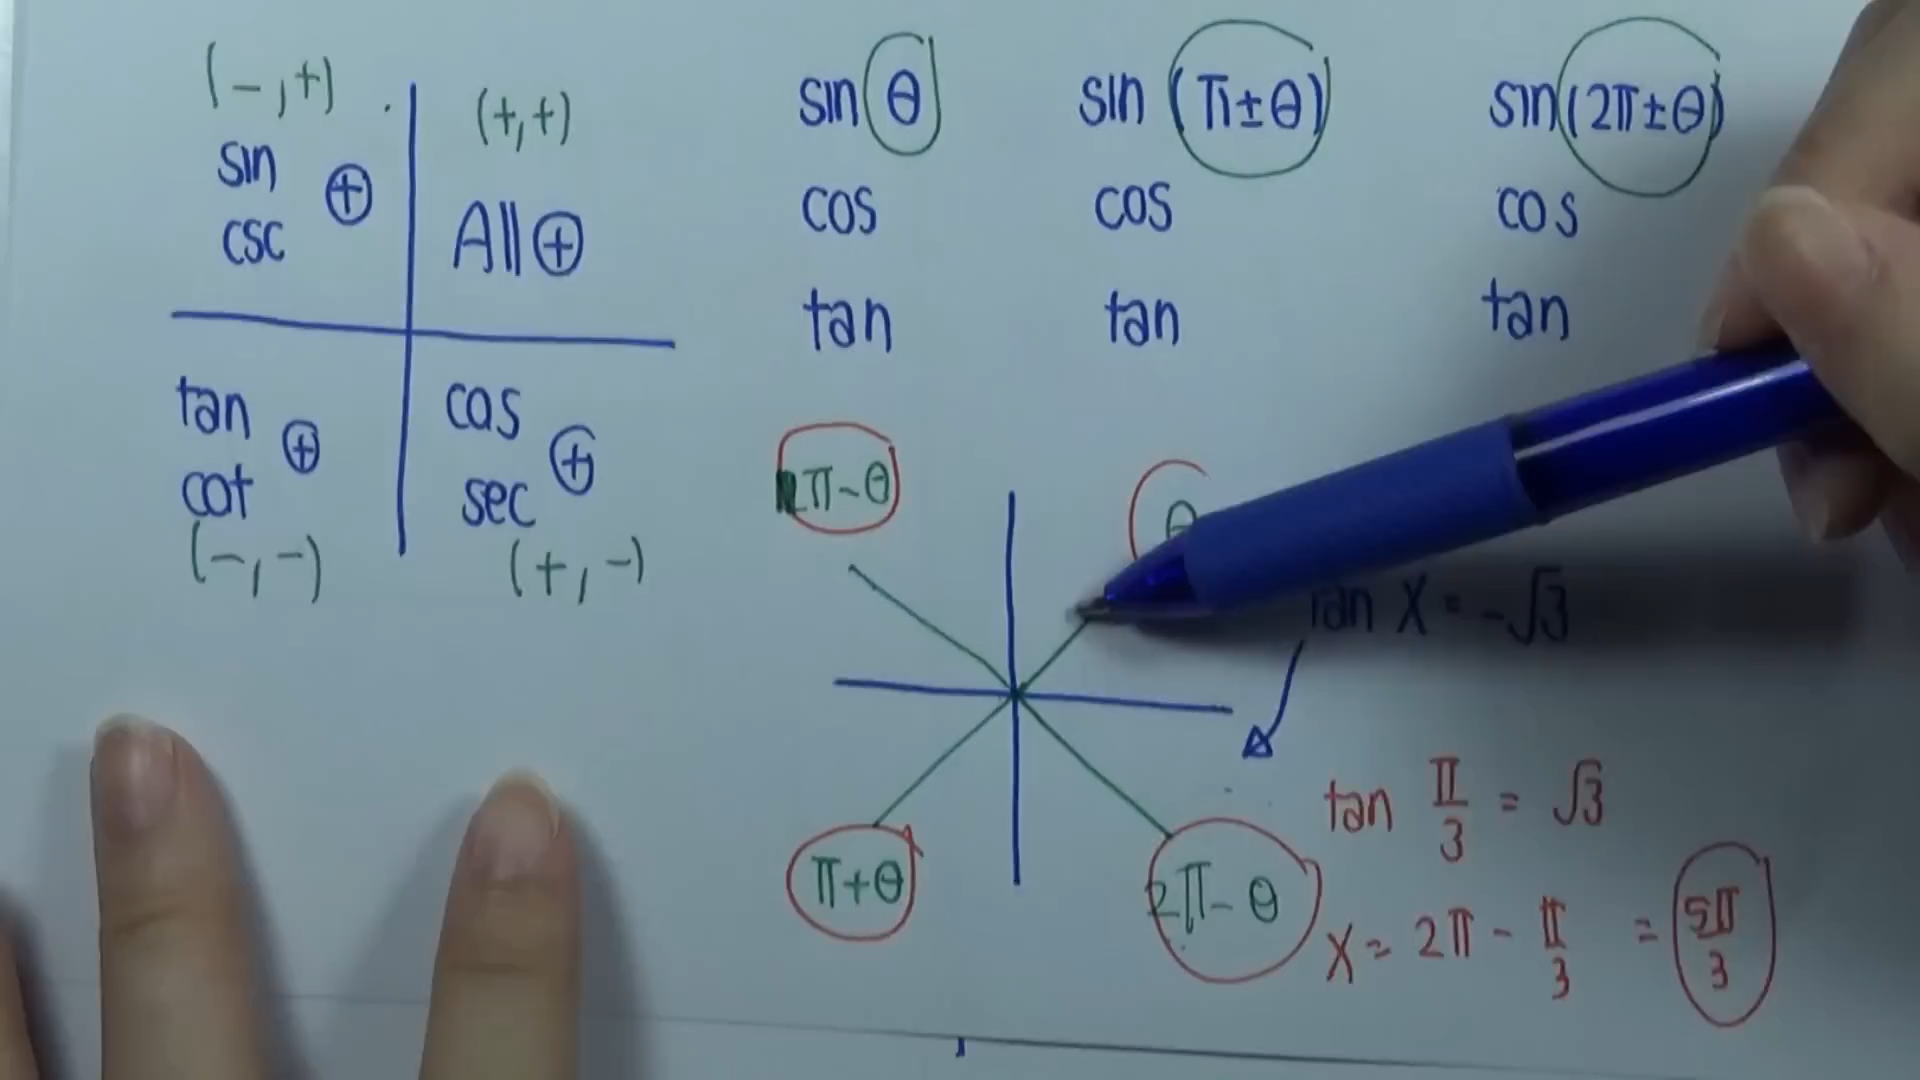 (-,+)
(+,+)
sin
csc ⊕
All ⊕
tan
cot ⊕
(-,-)
cos
sec ⊕
(+,-)
sin θ
cos
tan
sin (π±θ)
cos
tan
sin (2π±θ)
cos
tan
π-θ
θ
π+θ
2π-θ
tan X = -√3
tan π/3 = √3
X = 2π - π/3 = 5π/3